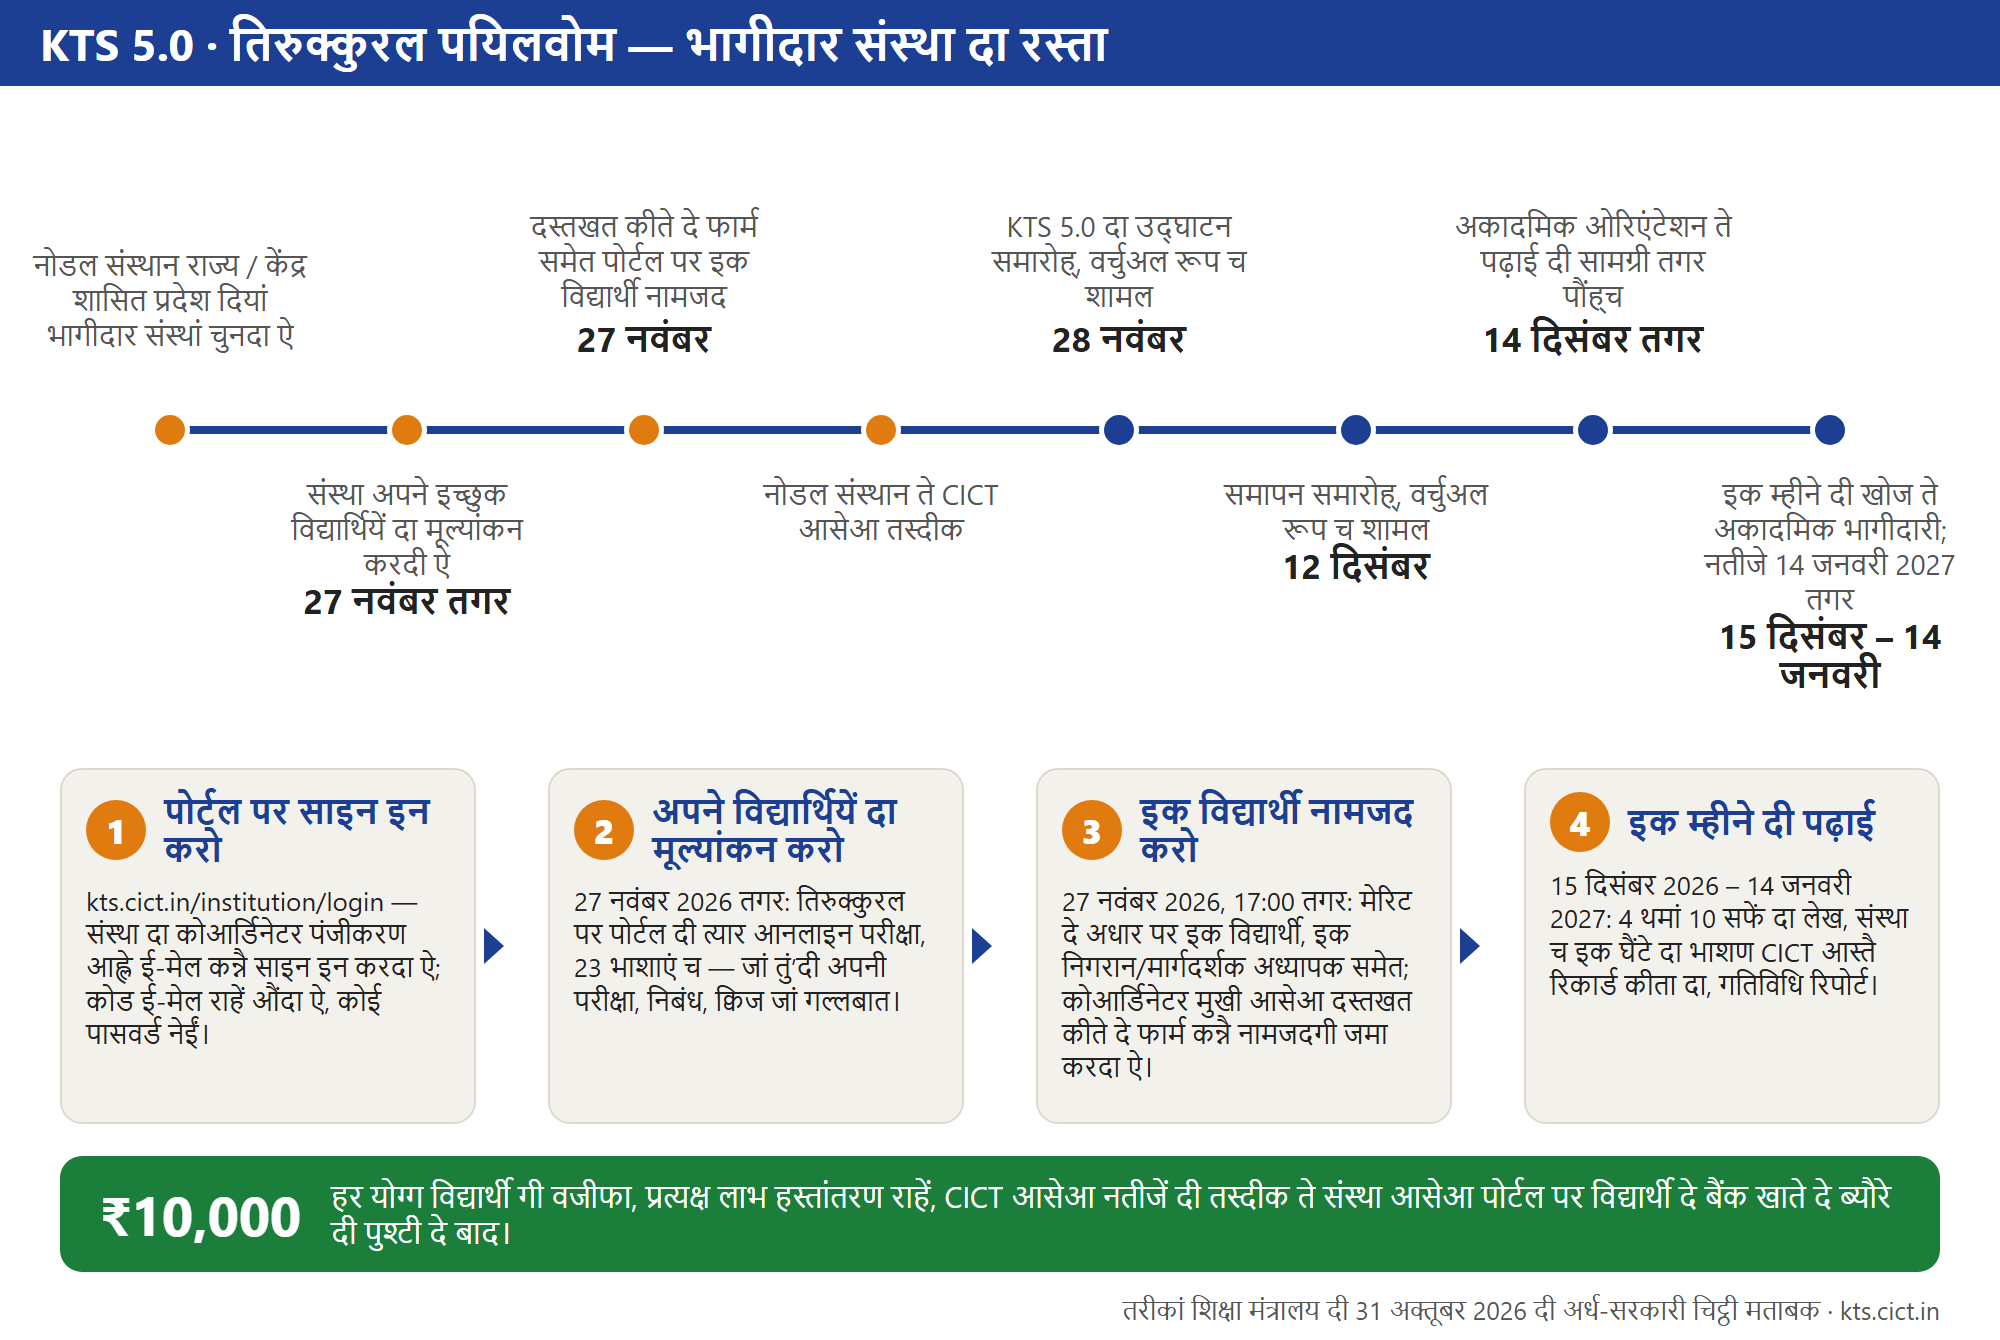 KTS 5.0 · तिरुक्कुरल पयिलवोम — भागीदार संस्था दा रस्ता
नोडल संस्थान राज्य / केंद्र
शासित प्रदेश दियां
भागीदार संस्थां चुनदा ऐ
दस्तखत कीते दे फार्म
समेत पोर्टल पर इक
विद्यार्थी नामजद
27 नवंबर
KTS 5.0 दा उद्घाटन
समारोह्, वर्चुअल रूप च
शामल
28 नवंबर
अकादमिक ओरिएंटेशन ते
पढ़ाई दी सामग्री तगर
पौंह्च
14 दिसंबर तगर
संस्था अपने इच्छुक
विद्यार्थियें दा मूल्यांकन
करदी ऐ
27 नवंबर तगर
नोडल संस्थान ते CICT
आसेआ तस्दीक
समापन समारोह्, वर्चुअल
रूप च शामल
12 दिसंबर
इक म्हीने दी खोज ते
अकादमिक भागीदारी;
नतीजे 14 जनवरी 2027
तगर
15 दिसंबर – 14
जनवरी
1
पोर्टल पर साइन इन
करो
kts.cict.in/institution/login —
संस्था दा कोआर्डिनेटर पंजीकरण
आह्ले ई-मेल कन्नै साइन इन करदा ऐ;
कोड ई-मेल राहें औंदा ऐ, कोई
पासवर्ड नेईं।
2
अपने विद्यार्थियें दा
मूल्यांकन करो
27 नवंबर 2026 तगर: तिरुक्कुरल
पर पोर्टल दी त्यार आनलाइन परीक्षा,
23 भाशाएं च — जां तुं'दी अपनी
परीक्षा, निबंध, क्विज जां गल्लबात।
3
इक विद्यार्थी नामजद
करो
27 नवंबर 2026, 17:00 तगर: मेरिट
दे अधार पर इक विद्यार्थी, इक
निगरान/मार्गदर्शक अध्यापक समेत;
कोआर्डिनेटर मुखी आसेआ दस्तखत
कीते दे फार्म कन्नै नामजदगी जमा
करदा ऐ।
4
इक म्हीने दी पढ़ाई
15 दिसंबर 2026 – 14 जनवरी
2027: 4 थमां 10 सफें दा लेख, संस्था
च इक घैंटे दा भाशण CICT आस्तै
रिकार्ड कीता दा, गतिविधि रिपोर्ट।
₹10,000
हर योग्ग विद्यार्थी गी वजीफा, प्रत्यक्ष लाभ हस्तांतरण राहें, CICT आसेआ नतीजें दी तस्दीक ते संस्था आसेआ पोर्टल पर विद्यार्थी दे बैंक खाते दे ब्यौरे
दी पुश्टी दे बाद।
तरीकां शिक्षा मंत्रालय दी 31 अक्तूबर 2026 दी अर्ध-सरकारी चिट्ठी मताबक · kts.cict.in